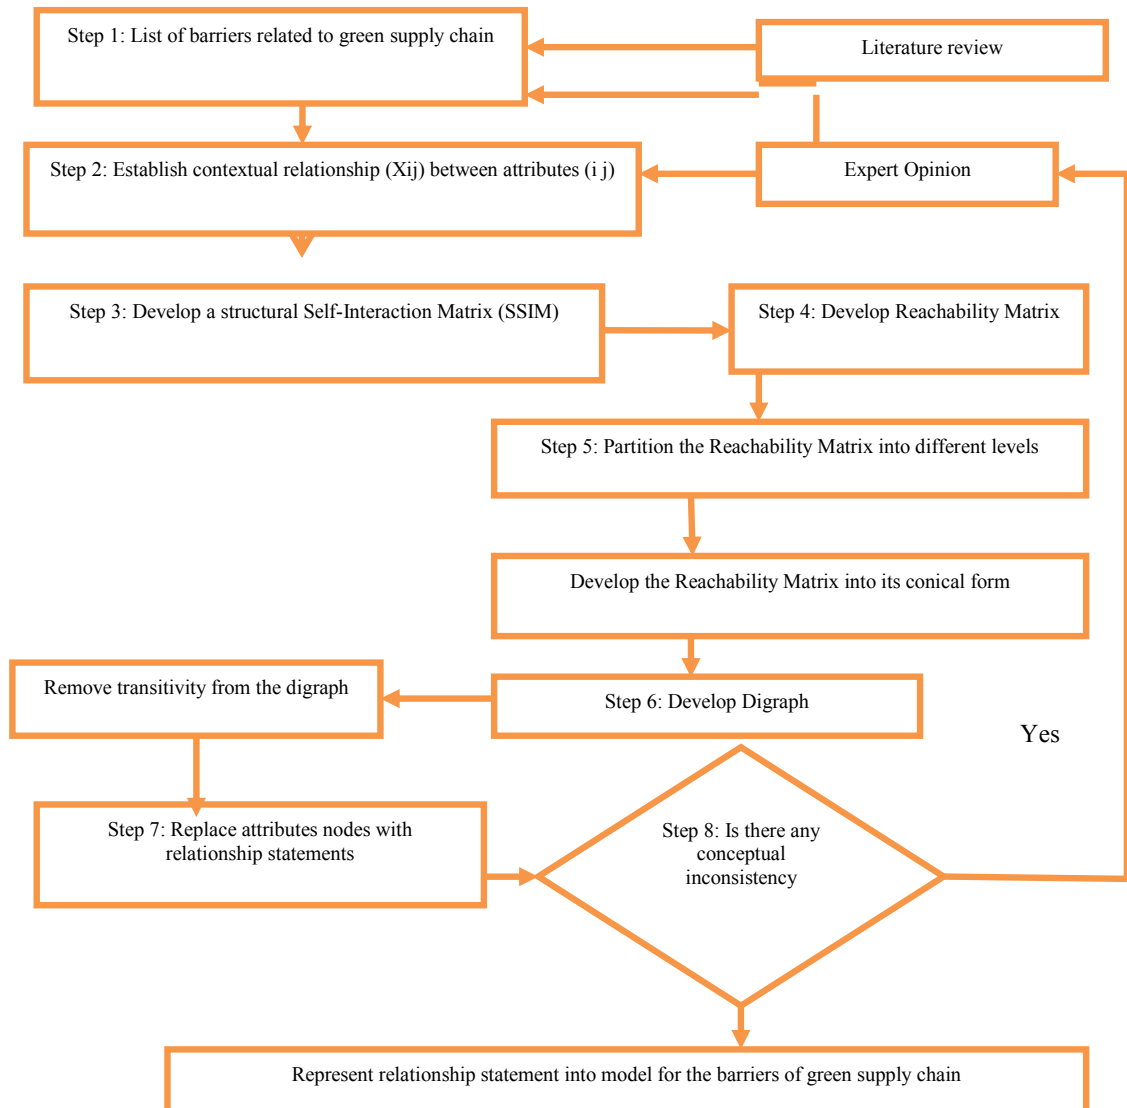 Step 1: List of barriers related to green supply chain
Literature review
Step 2: Establish contextual relationship (Xij) between attributes (i j)
Expert Opinion
Step 3: Develop a structural Self-Interaction Matrix (SSIM)
Step 4: Develop Reachability Matrix
Step 5: Partition the Reachability Matrix into different levels
Develop the Reachability Matrix into its conical form
Remove transitivity from the digraph
Step 6: Develop Digraph
Yes
Step 7: Replace attributes nodes with
relationship statements
Step 8: Is there any
conceptual
inconsistency
Represent relationship statement into model for the barriers of green supply chain